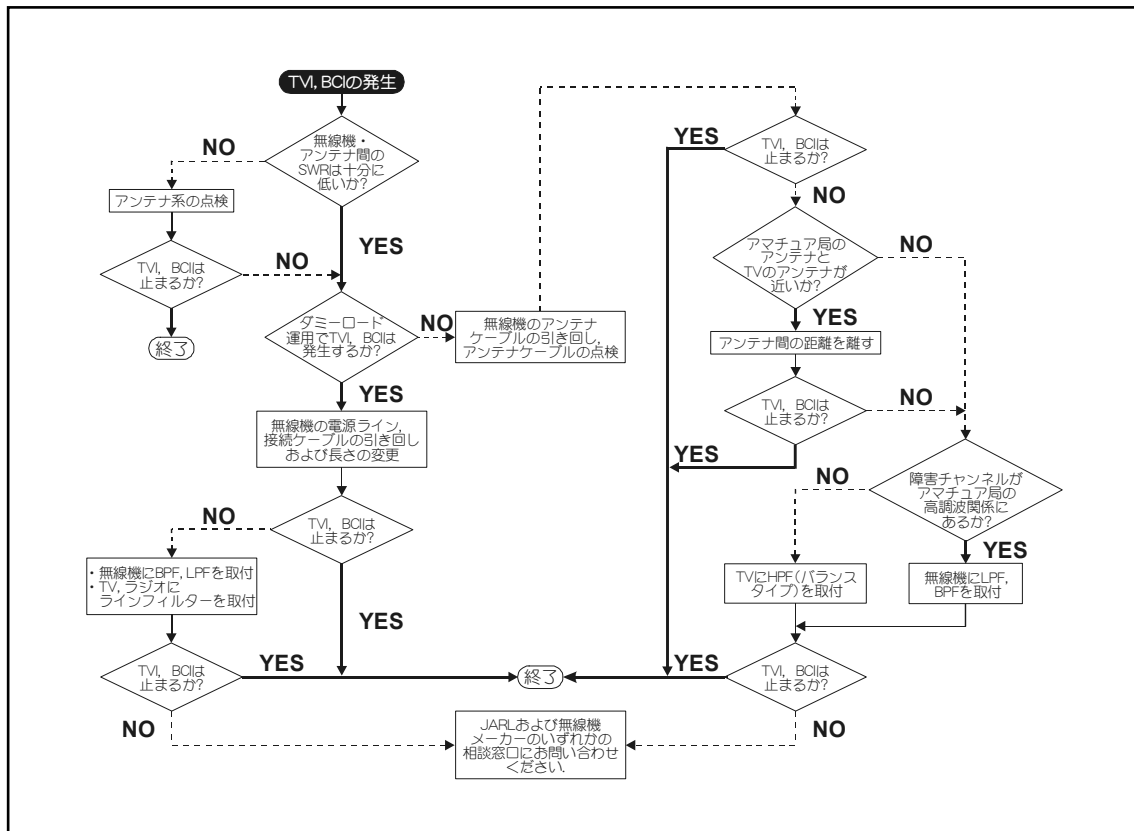 TVI, BCIの発生
無線機・
アンテナ間の
SWRは十分に
低いか?
NO
アンテナ系の点検
YES
TVI, BCIは
止まるか?
NO
終了
ダミーロード
運用でTVI, BCIは
発生するか?
NO
無線機のアンテナ
ケーブルの引き回し,
アンテナケーブルの点検
YES
無線機の電源ライン,
接続ケーブルの引き回し
および長さの変更
TVI, BCIは
止まるか?
NO
・無線機にBPF, LPFを取付
・TV, ラジオに
ラインフィルターを取付
YES
TVI, BCIは
止まるか?
YES
NO
終了
TVI, BCIは
止まるか?
YES
NO
アマチュア局の
アンテナと
TVのアンテナが
近いか?
NO
YES
アンテナ間の距離を離す
TVI, BCIは
止まるか?
NO
YES
障害チャンネルが
アマチュア局の
高調波関係に
あるか?
NO
YES
TVにHPF(バランス
タイプ)を取付
無線機にLPF,
BPFを取付
TVI, BCIは
止まるか?
YES
NO
JARLおよび無線機
メーカーのいずれかの
相談窓口にお問い合わせ
ください.